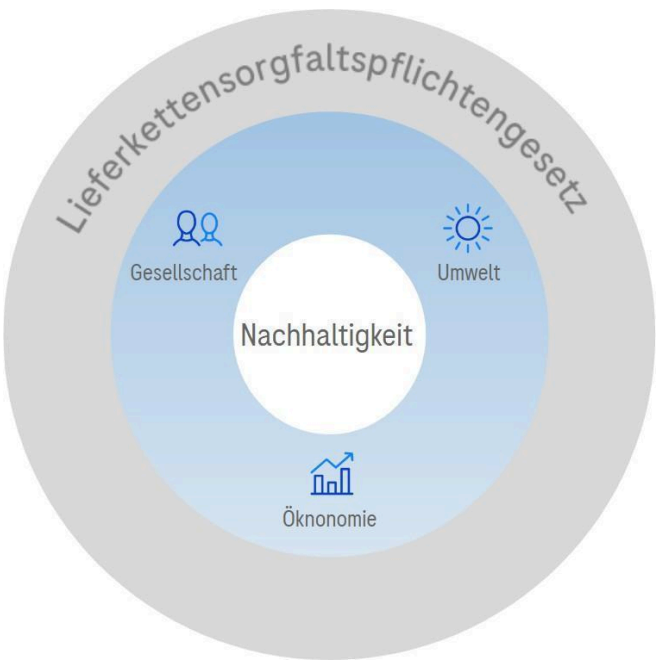 Lieferkettensorgfaltspflichtengesetz
Gesellschaft
Umwelt
Nachhaltigkeit
Öknonomie